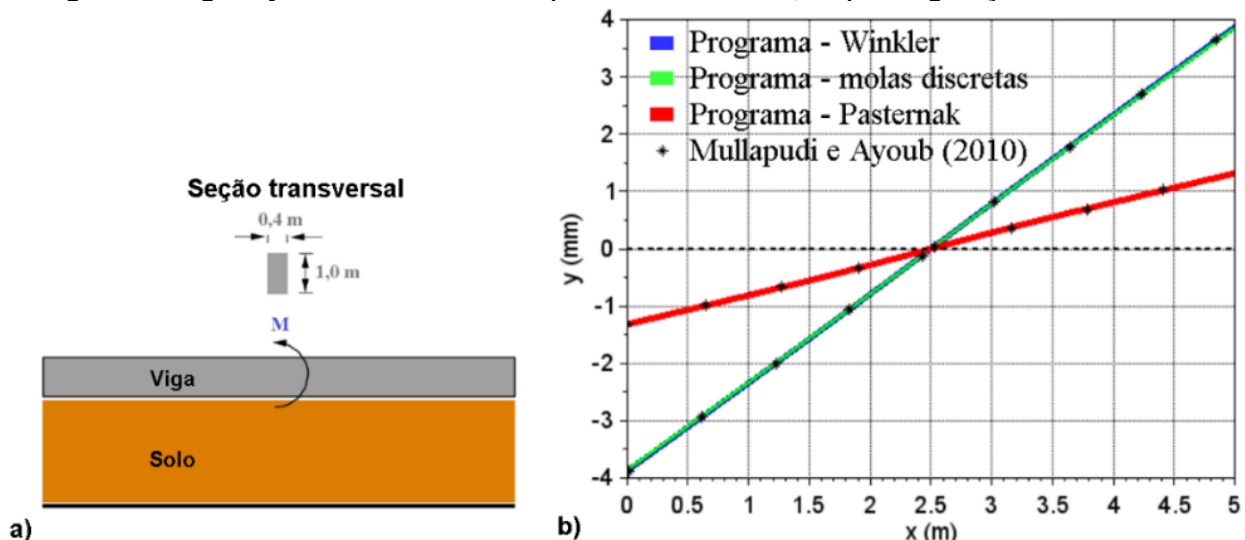 Seção transversal
0,4 m
1,0 m
M
Viga
Solo
a)
Programa - Winkler
Programa - molas discretas
Programa - Pasternak
Mullapudi e Ayoub (2010)
y (mm)
4
3
2
1
0
-1
-2
-3
-4
0 0.5 1 1.5 2 2.5 3 3.5 4 4.5 5
x (m)
b)